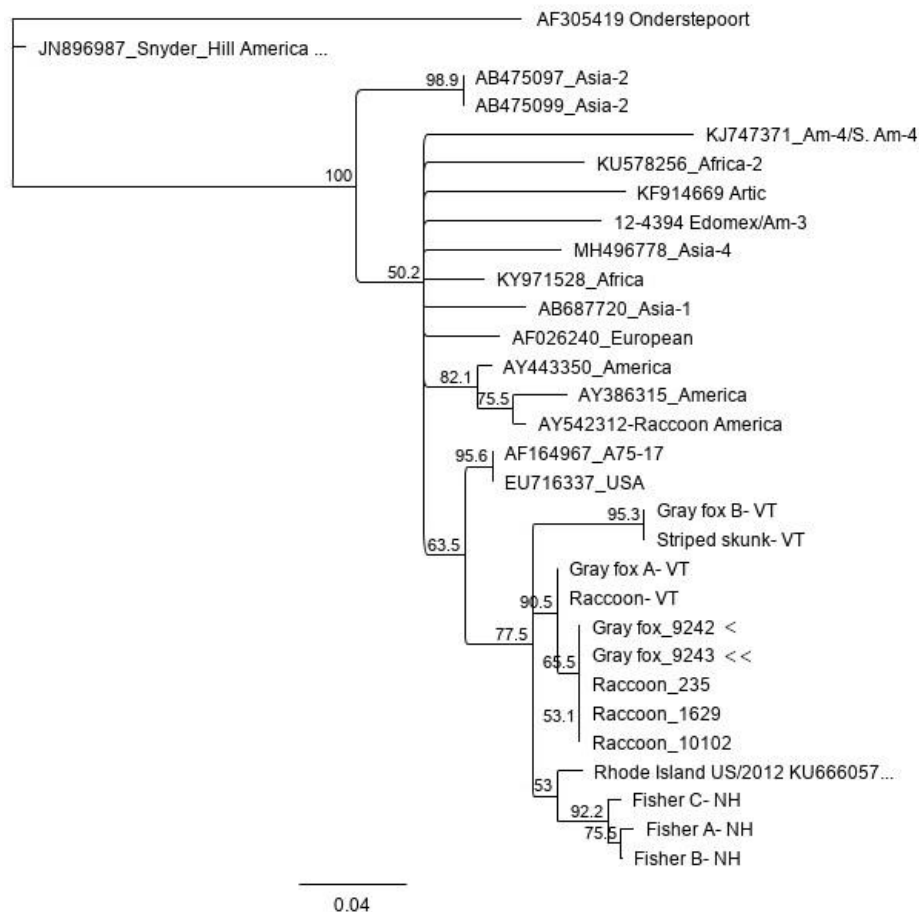 AF305419 Onderstepoort
JN896987_Snyder_Hill America ...
98.9
AB475097_Asia-2
AB475099_Asia-2
KJ747371_Am-4/S. Am-4
KU578256_Africa-2
100
KF914669 Artic
12-4394 Edomex/Am-3
MH496778_Asia-4
50.2
KY971528_Africa
AB687720_Asia-1
AF026240_European
AY443350_America
82.1
75.5
AY386315_America
AY542312-Raccoon America
95.6
AF164967_A75-17
EU716337_USA
95.3
Gray fox B- VT
Striped skunk- VT
63.5
Gray fox A- VT
90.5
Raccoon- VT
77.5
Gray fox_9242 <
Gray fox_9243 <<
65.5
Raccoon_235
53.1
Raccoon_1629
Raccoon_10102
Rhode Island US/2012 KU666057...
53
Fisher C- NH
92.2
75.5
Fisher A- NH
Fisher B- NH
0.04